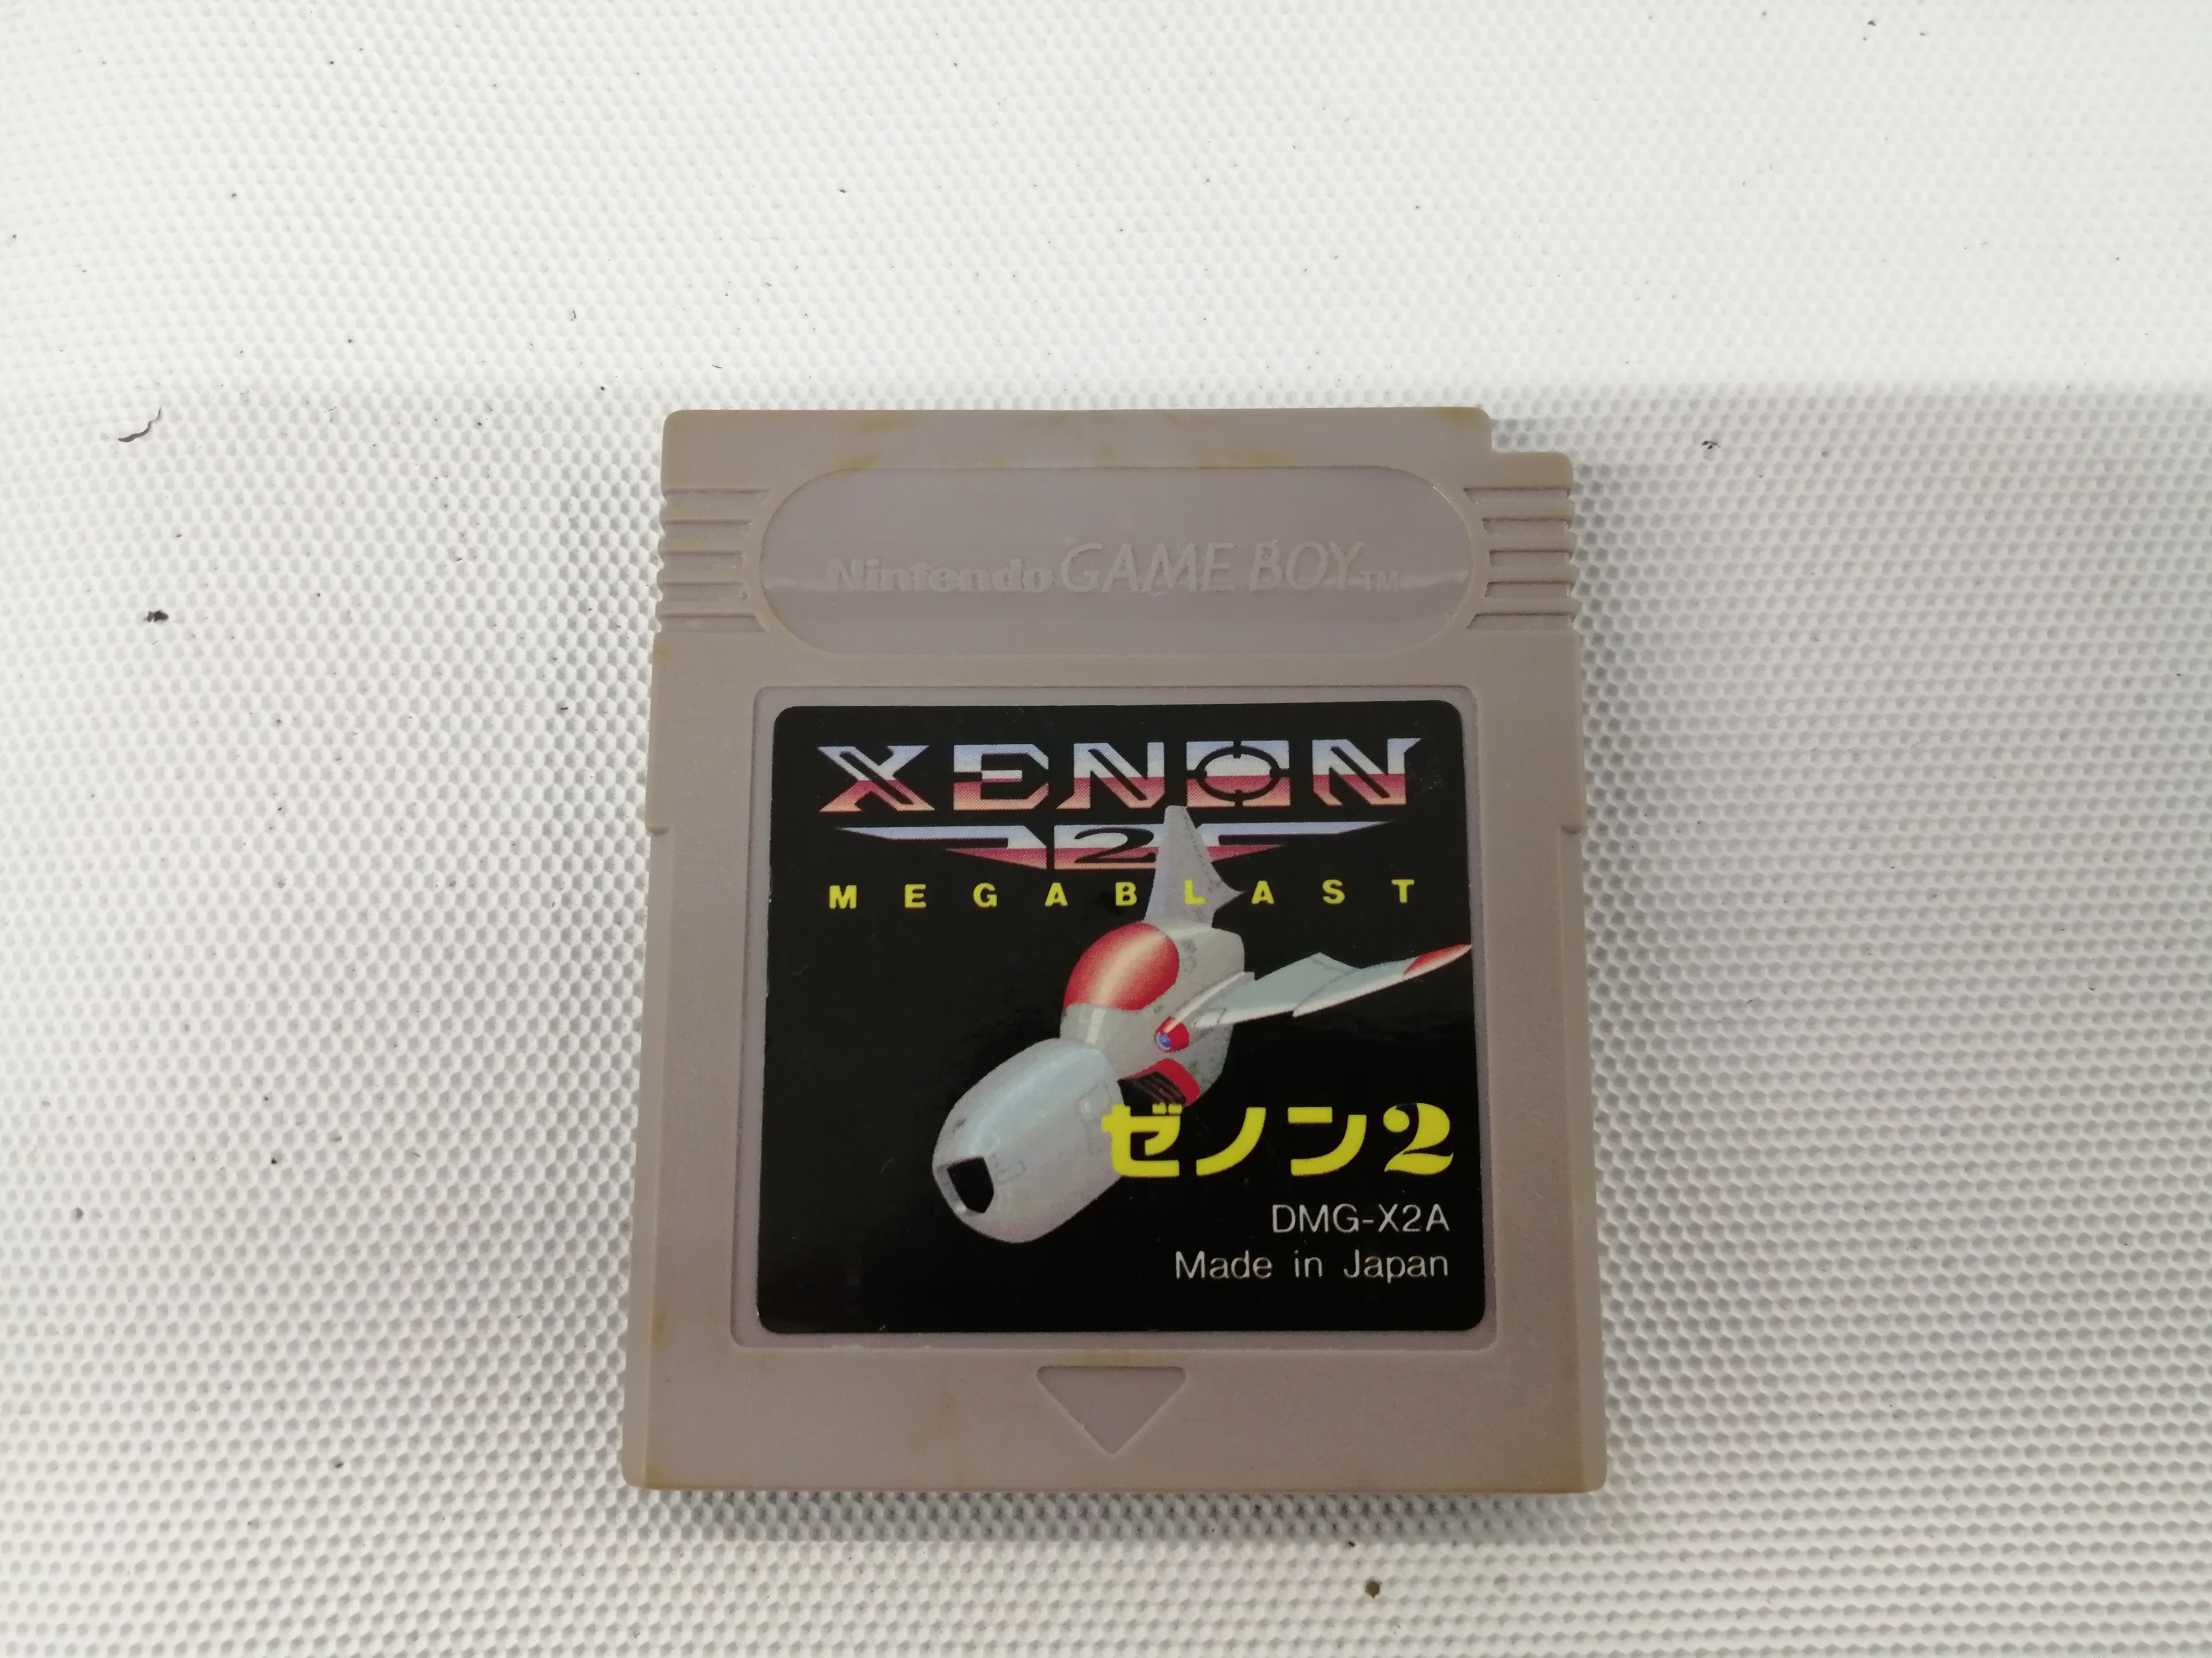 Nintendo GAME BOY TM
XENON
2
MEGABLAST
ゼノン2
DMG-X2A
Made in Japan